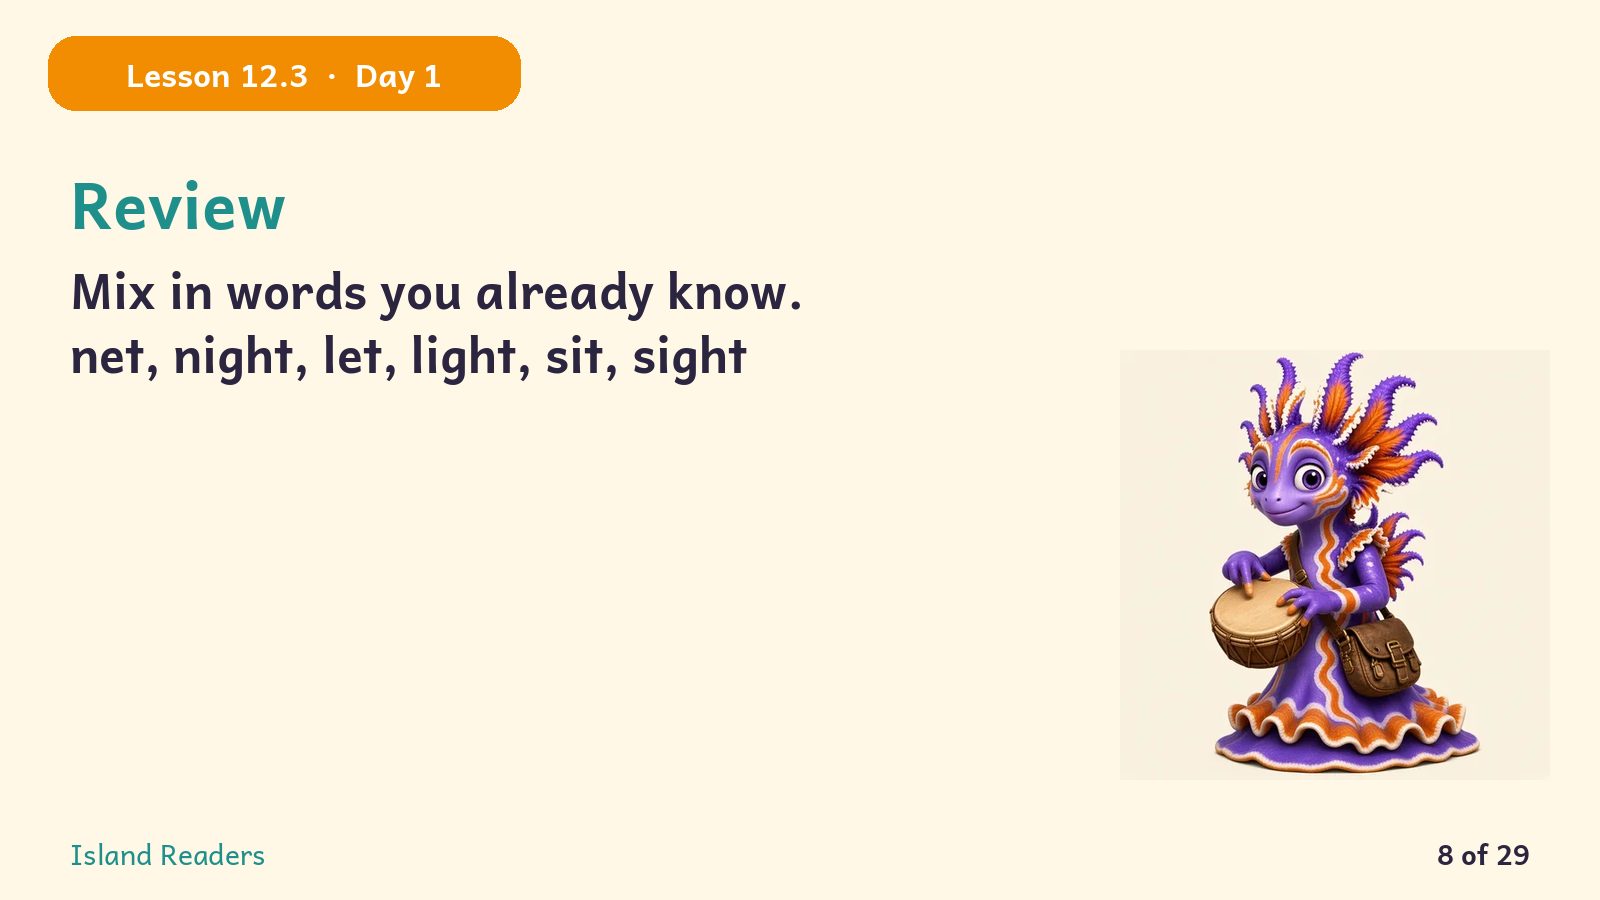 Lesson 12.3 · Day 1
Review
Mix in words you already know.
net, night, let, light, sit, sight
Island Readers
8 of 29